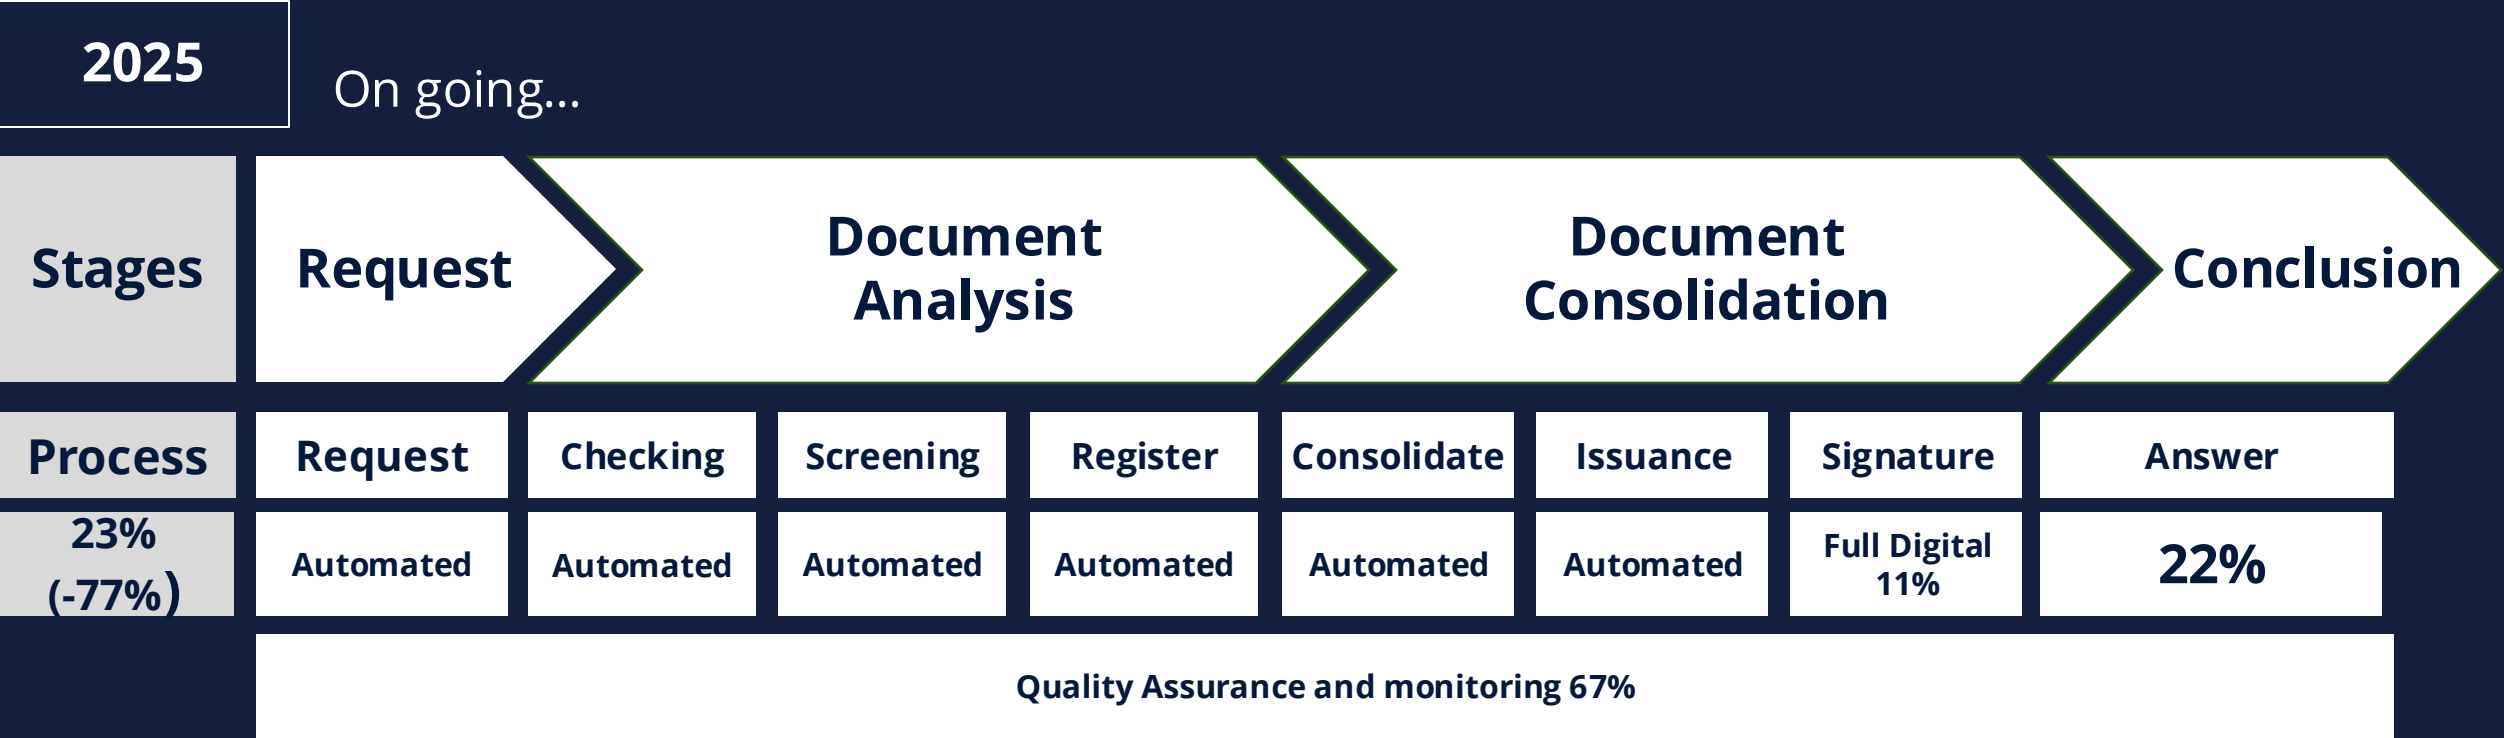 2025
On going...
Stages
Request
Document
Analysis
Document
Consolidation
Conclusion
Process
Request
Checking
Screening
Register
Consolidate
Issuance
Signature
Answer
23%
(-77%)
Automated
Automated
Automated
Automated
Automated
Automated
Full Digital
11%
22%
Quality Assurance and monitoring 67%